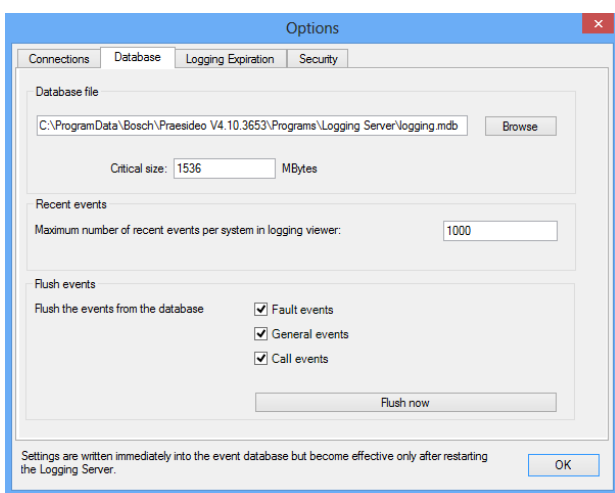 Options
Connections Database Logging Expiration Security
Database file
C:\ProgramData\Bosch\Praesideo V4.10.3653\Programs\Logging Server\logging.mdb Browse
Critical size: 1536 MBytes
Recent events
Maximum number of recent events per system in logging viewer: 1000
Flush events
Flush the events from the database Fault events
General events
Call events
Flush now
Settings are written immediately into the event database but become effective only after restarting
the Logging Server.
OK